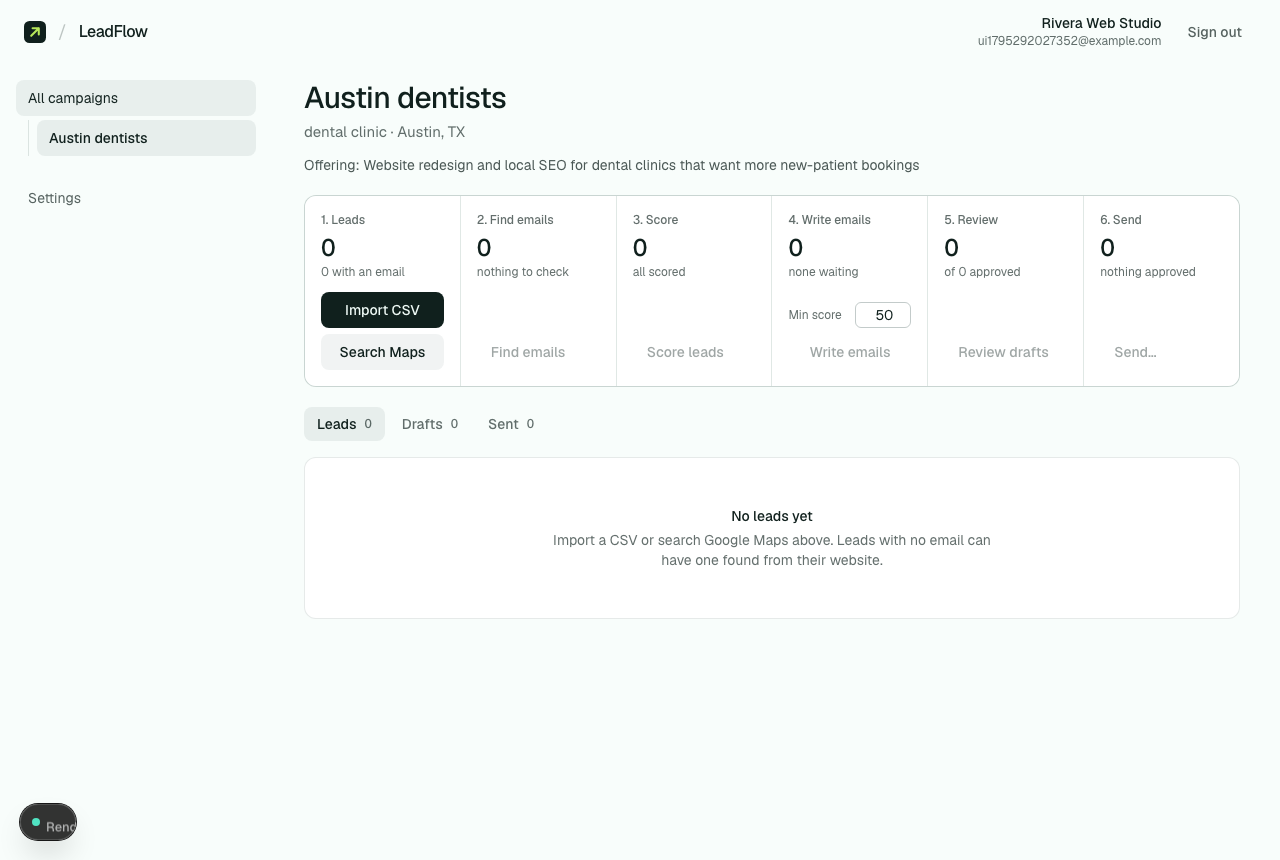 / LeadFlow
Rivera Web Studio
ui1795292027352@example.com
Sign out
All campaigns
Austin dentists
Settings
Austin dentists
dental clinic · Austin, TX
Offering: Website redesign and local SEO for dental clinics that want more new-patient bookings
1. Leads
0
0 with an email
Import CSV
Search Maps
2. Find emails
0
nothing to check
Find emails
3. Score
0
all scored
Score leads
4. Write emails
0
none waiting
Min score 50
Write emails
5. Review
0
of 0 approved
Review drafts
6. Send
0
nothing approved
Send...
Leads 0 Drafts 0 Sent 0
No leads yet
Import a CSV or search Google Maps above. Leads with no email can
have one found from their website.